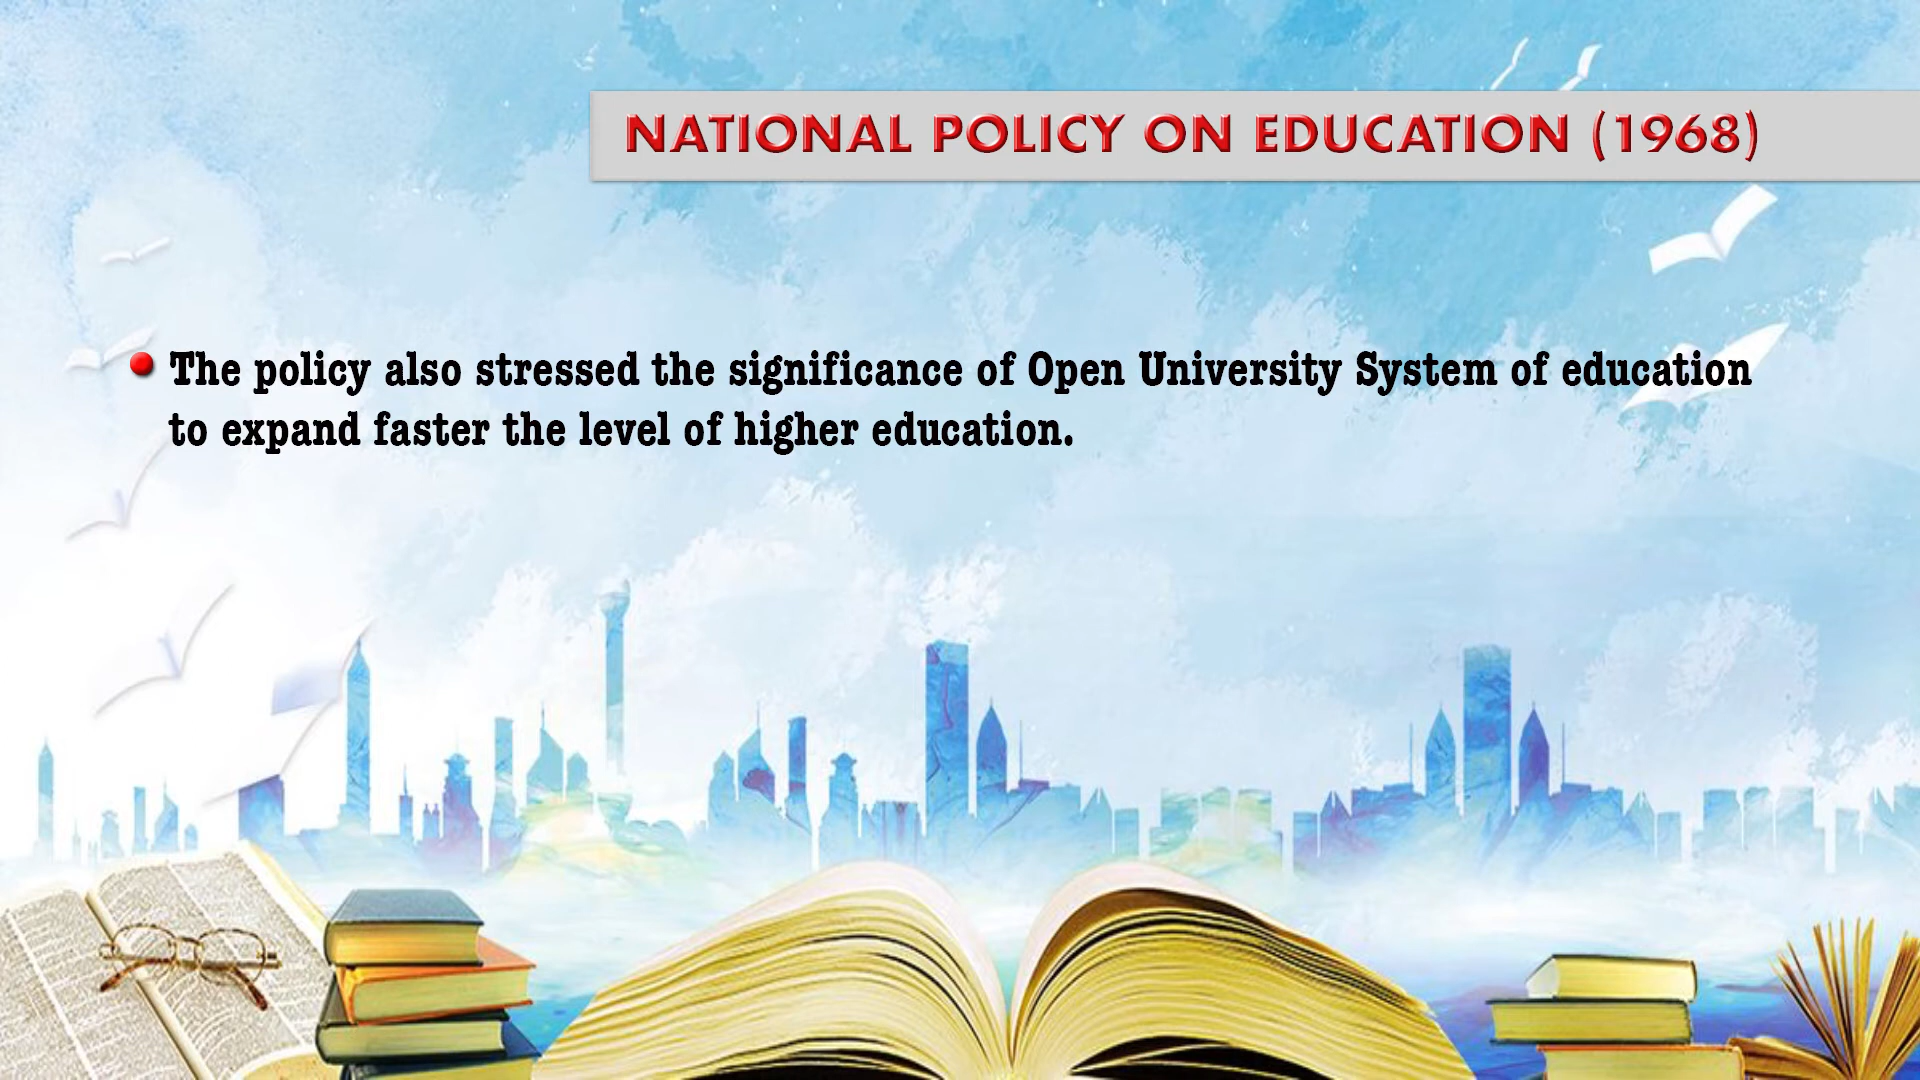 NATIONAL POLICY ON EDUCATION (1968)
The policy also stressed the significance of Open University System of education
to expand faster the level of higher education.